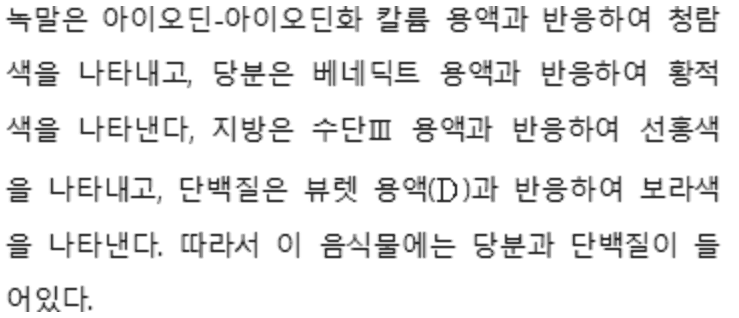 녹말은 아이오딘-아이오딘화 칼륨 용액과 반응하여 청람
색을 나타내고, 당분은 베네딕트 용액과 반응하여 황적
색을 나타낸다, 지방은 수단Ⅲ 용액과 반응하여 선홍색
을 나타내고, 단백질은 뷰렛 용액(D)과 반응하여 보라색
을 나타낸다. 따라서 이 음식물에는 당분과 단백질이 들
어있다.